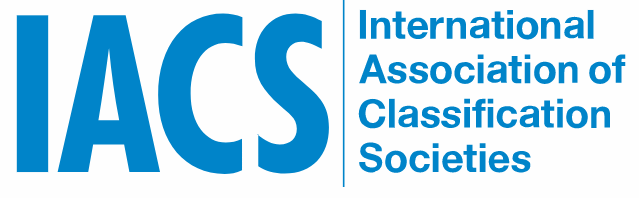 IACS
International
Association of
Classification
Societies